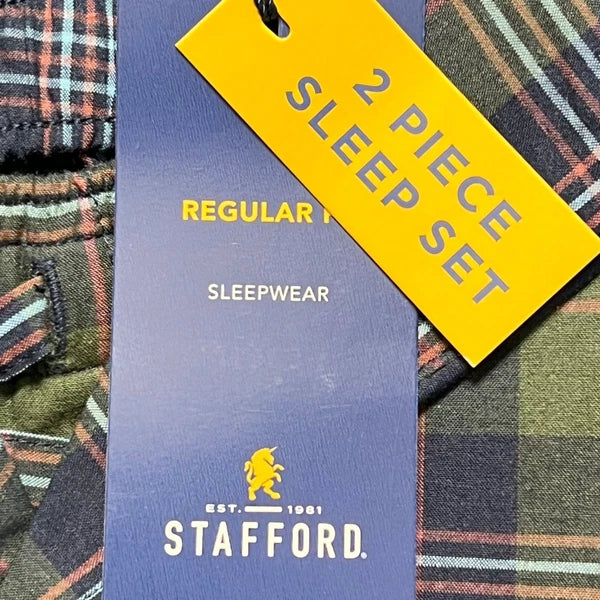 2 PIECE
SLEEP SET
REGULAR
SLEEPWEAR
EST. 1981
STAFFORD.